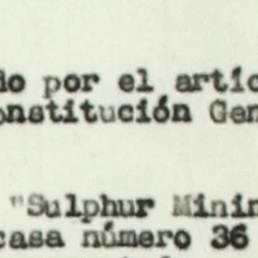 do por el artíc
onstitución Gen
"Sulphur Minin
casa número 36